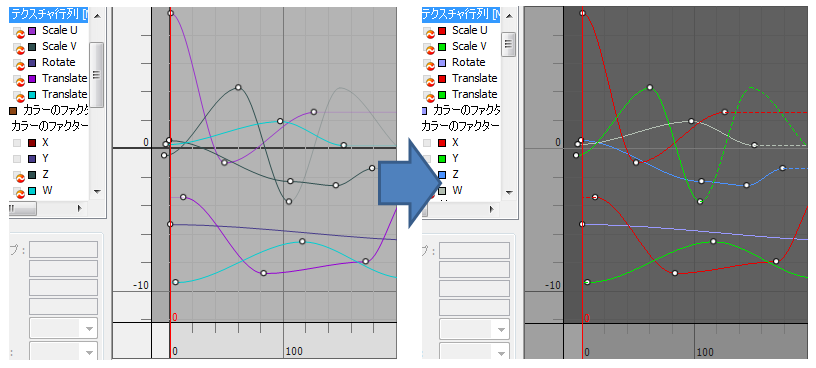 テクスチャ行列 [M
Scale U
Scale V
Rotate
Translate
Translate
カラーのファク
カラーのファクター
X
Y
Z
W
プ :
:
0
-10
0
0
100
テクスチャ行列 [M
Scale U
Scale V
Rotate
Translate
Translate
カラーのファクタ
カラーのファクター
X
Y
Z
W
プ :
:
0
-10
0
0
100